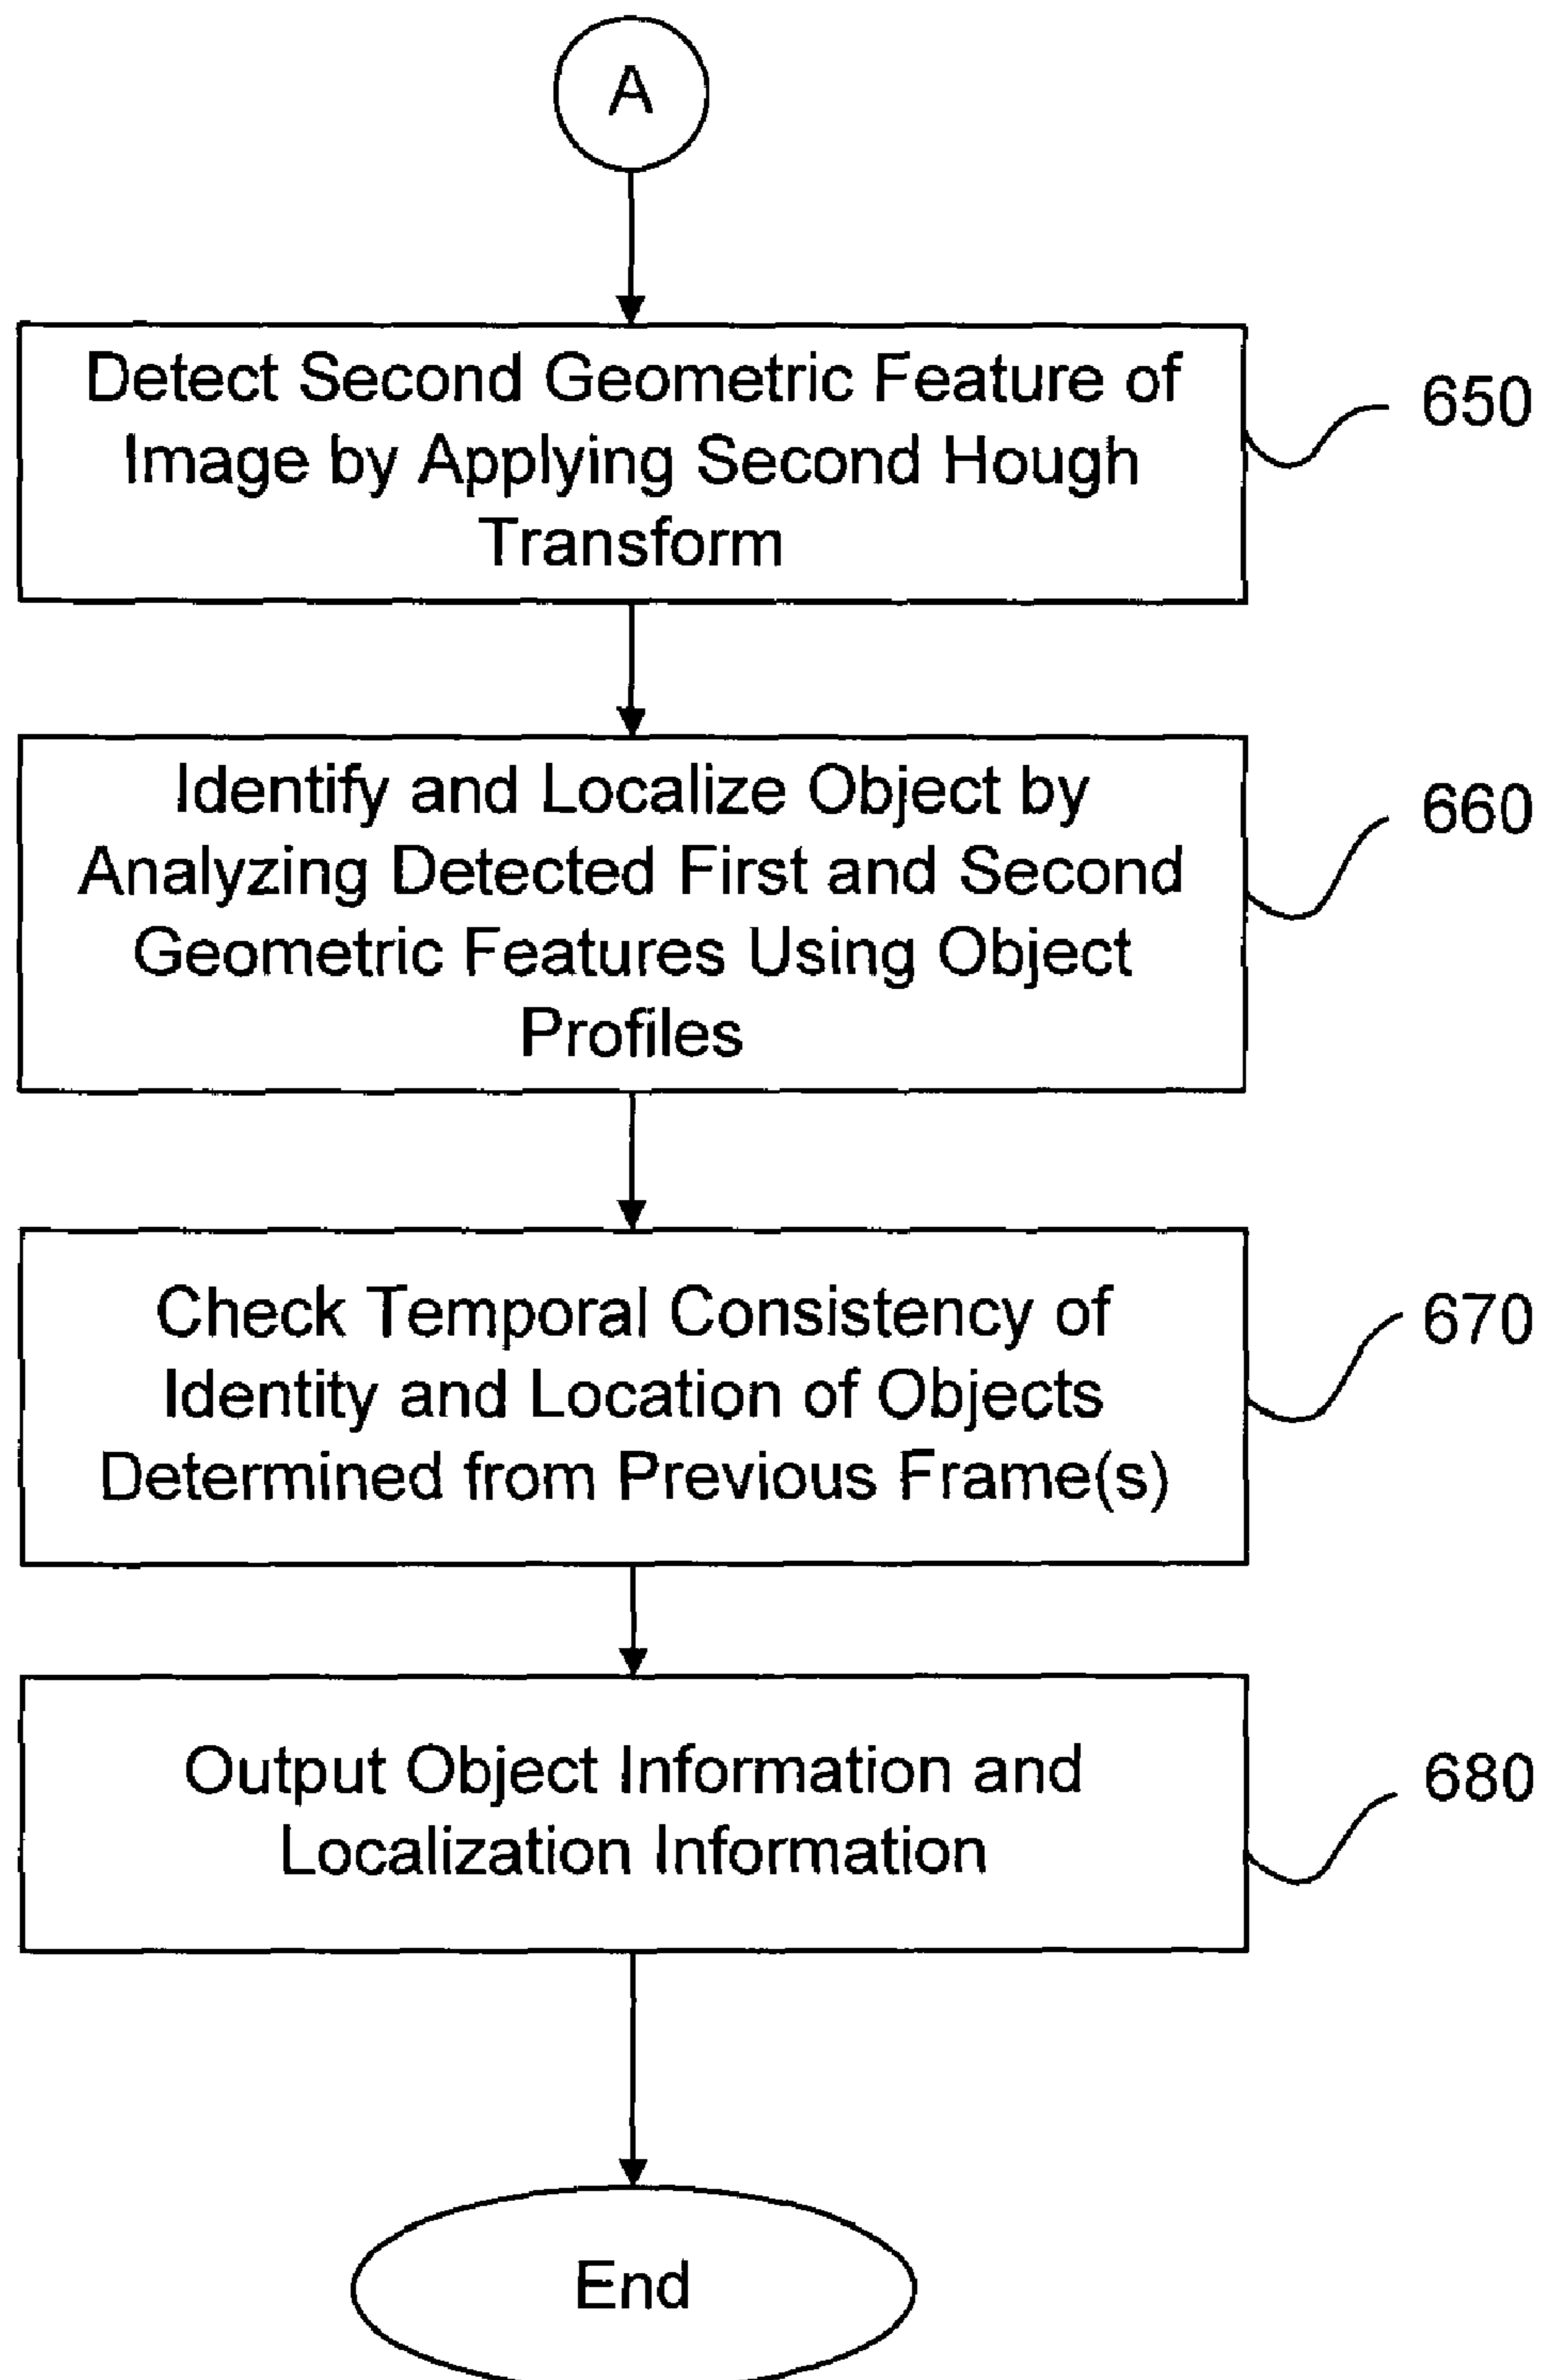 A
Detect Second Geometric Feature of
Image by Applying Second Hough
Transform
650
Identify and Localize Object by
Analyzing Detected First and Second
Geometric Features Using Object
Profiles
660
Check Temporal Consistency of
Identity and Location of Objects
Determined from Previous Frame(s)
670
Output Object Information and
Localization Information
680
End